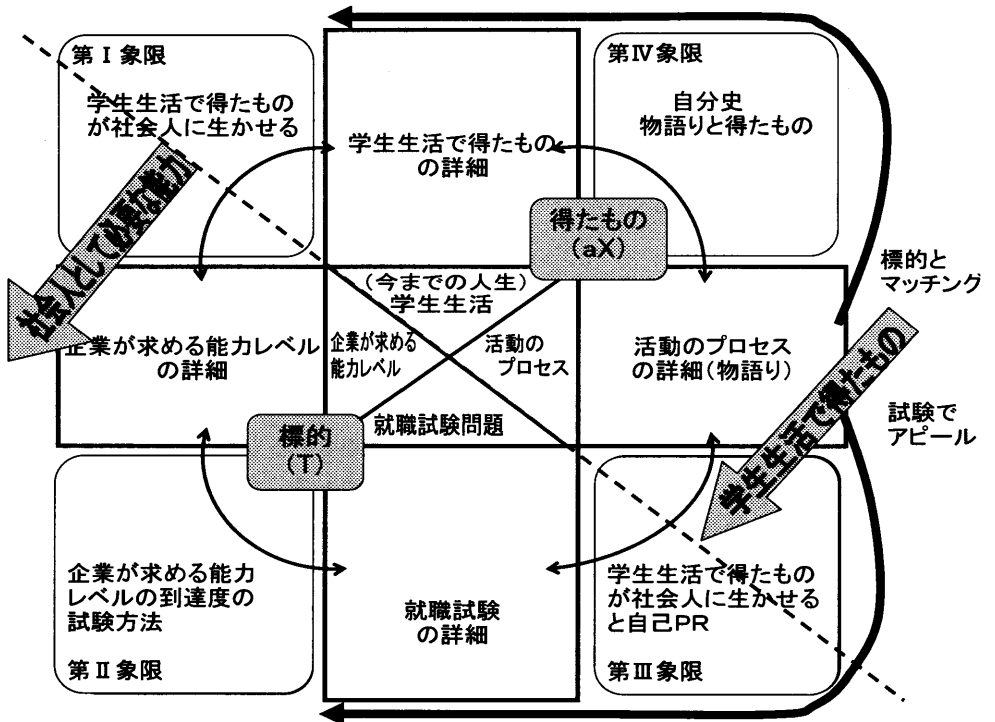 第Ⅰ象限
学生生活で得たもの
が社会人に生かせる
社会人として必要な能力
学生生活で得たもの
の詳細
第Ⅳ象限
自分史
物語りと得たもの
得たもの
(aX)
標的と
マッチング
企業が求める能力レベル
の詳細
(今までの人生)
学生生活
企業が求める
能力レベル
活動の
プロセス
就職試験問題
活動のプロセス
の詳細(物語り)
学生生活で得たもの
試験で
アピール
標的
(T)
企業が求める能力
レベルの到達度の
試験方法
第Ⅱ象限
就職試験
の詳細
学生生活で得たもの
が社会人に生かせる
と自己PR
第Ⅲ象限